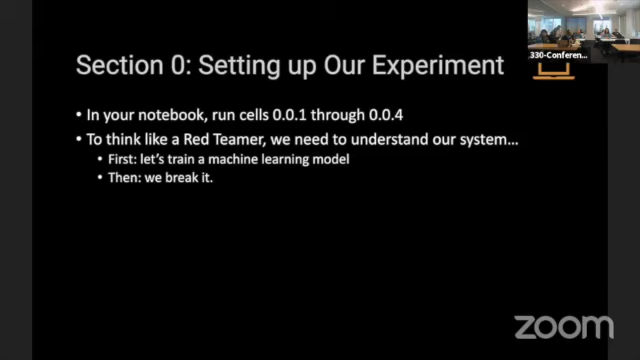 Section 0: Setting up Our Experiment
330-Conferen...
• In your notebook, run cells 0.0.1 through 0.0.4
• To think like a Red Teamer, we need to understand our system...
• First: let's train a machine learning model
• Then: we break it.
zoom